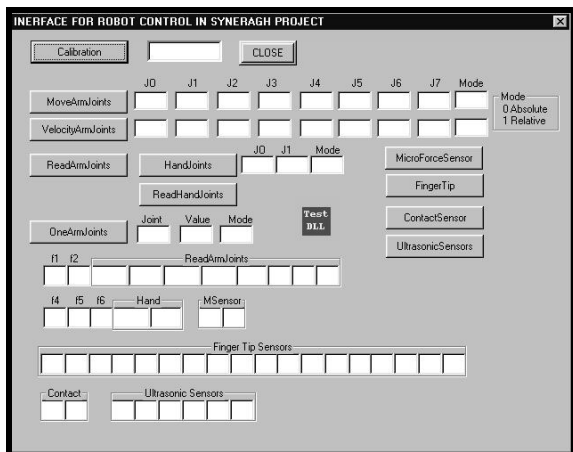 INERFACE FOR ROBOT CONTROL IN SYNERAGH PROJECT
Calibration CLOSE
J0 J1 J2 J3 J4 J5 J6 J7 Mode
MoveArmJoints
Mode
0 Absolute
1 Relative
VelocityArmJoints
J0 J1 Mode
ReadArmJoints HandJoints MicroForceSensor
ReadHandJoints FingerTip
Joint Value Mode
Test
DLL
OneArmJoints ContactSensor
UltrasonicSensors
f1 f2 ReadArmJoints
f4 f5 f6 Hand MSensor
Finger Tip Sensors
Contact Ultrasonic Sensors